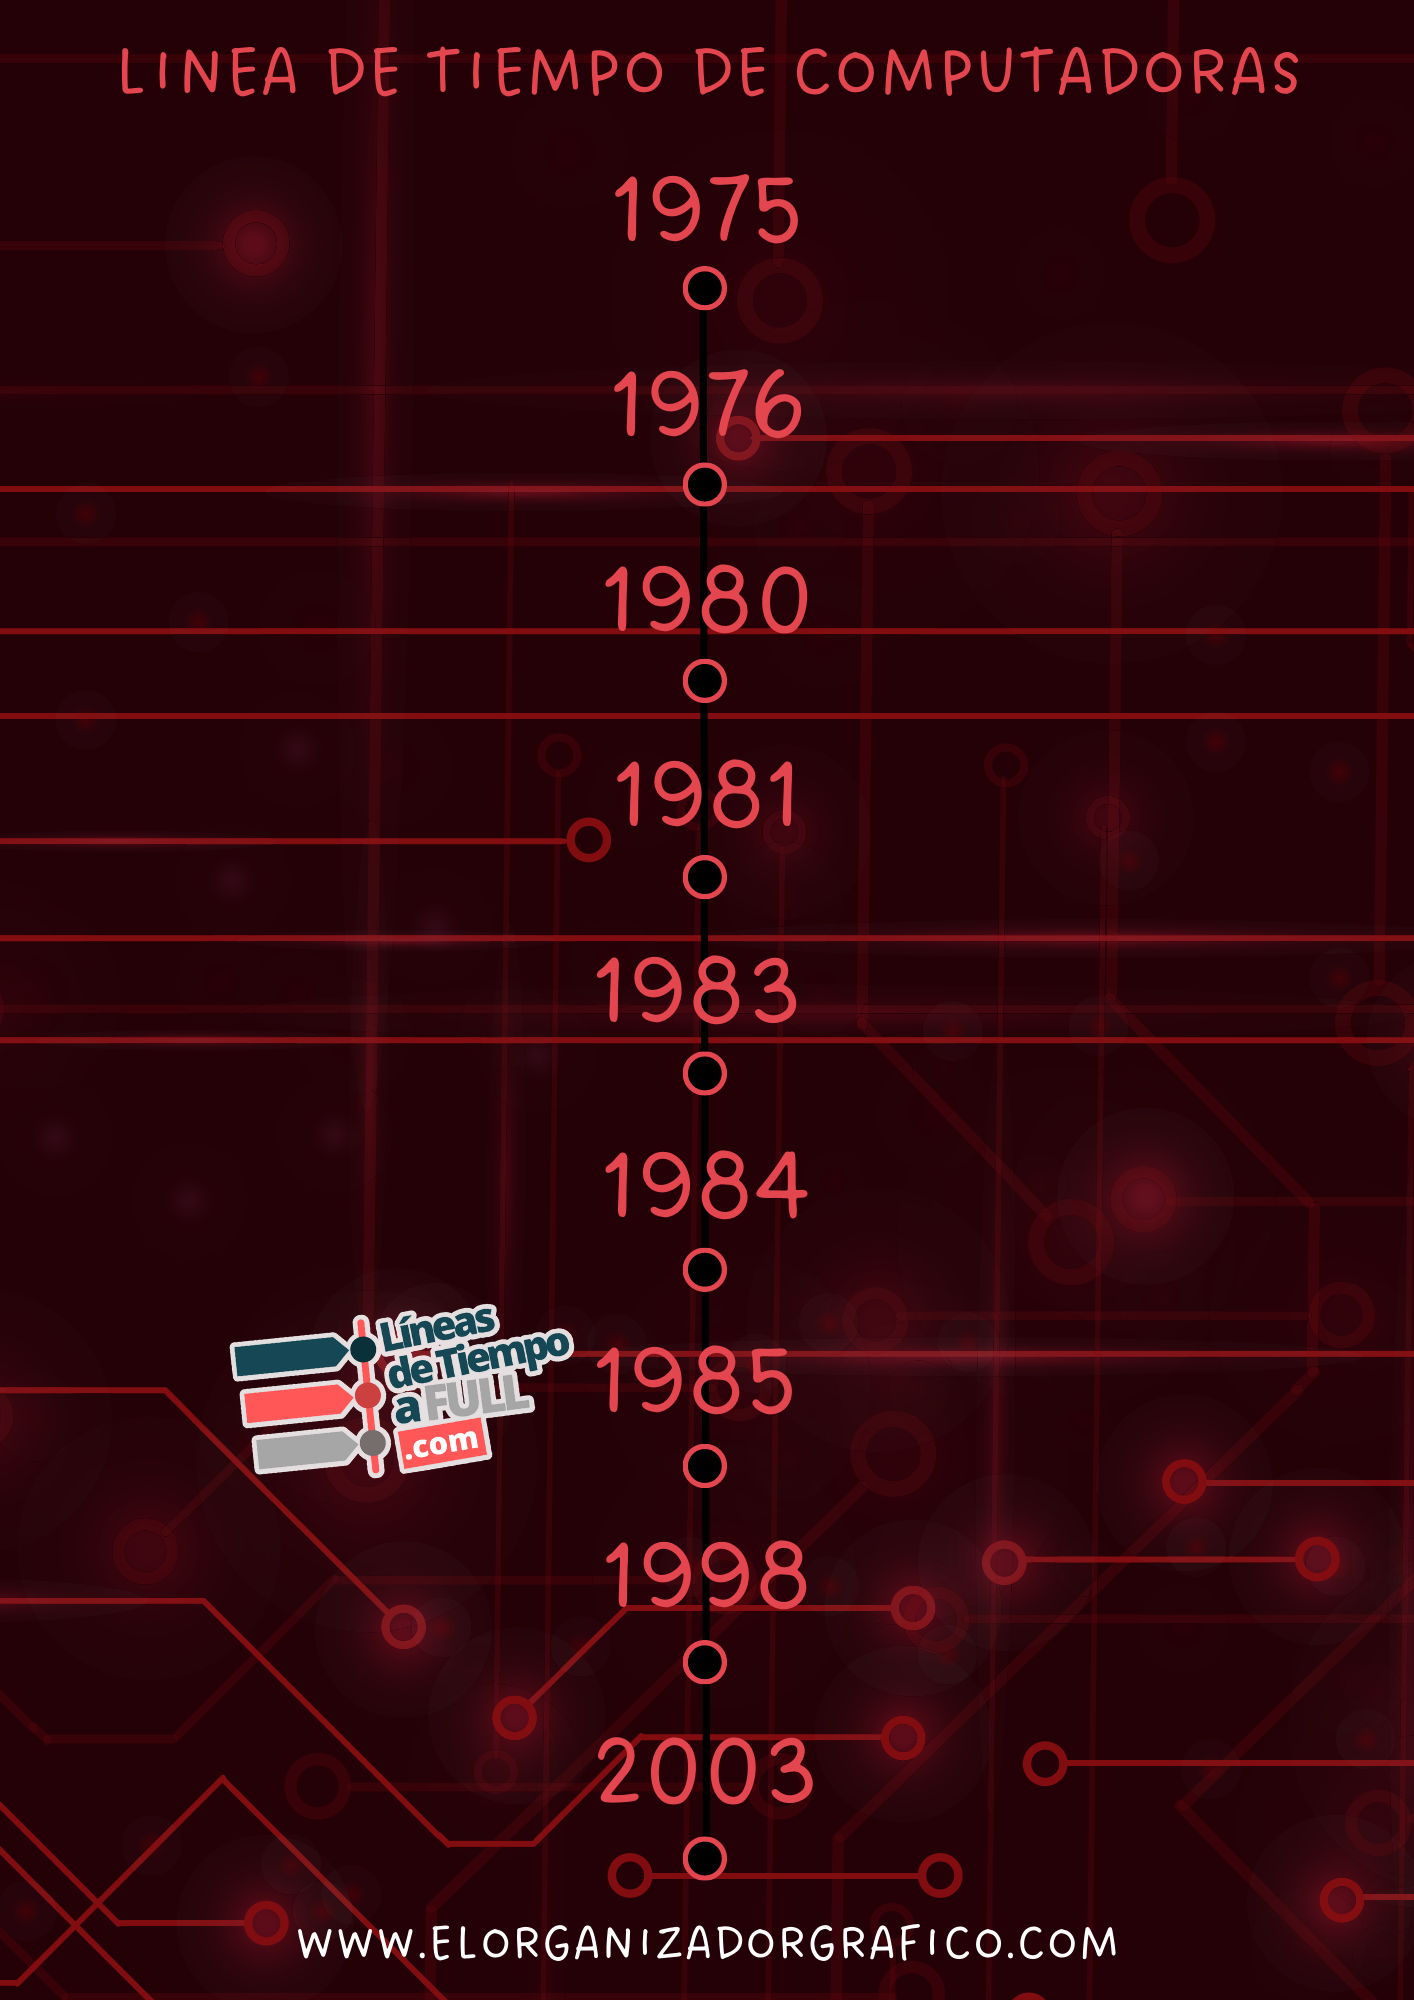 LINEA DE TIEMPO DE COMPUTADORAS
1975
1976
1980
1981
1983
1984
Líneas
de Tiempo
a FULL
.com
1985
1998
2003
WWW.ELORGANIZADORGRAFICO.COM